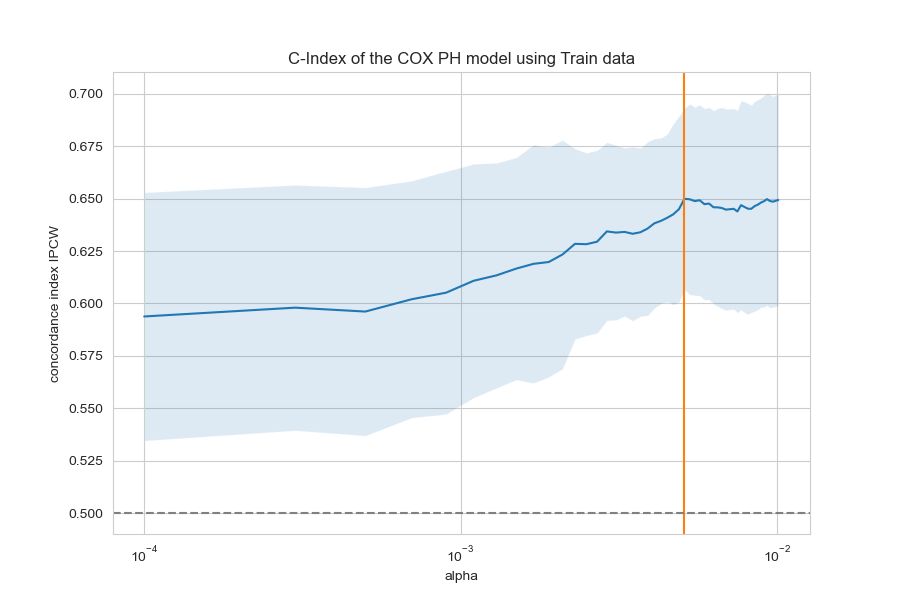 C-Index of the COX PH model using Train data
concordance index IPCW
0.700
0.675
0.650
0.625
0.600
0.575
0.550
0.525
0.500
10⁻⁴ 10⁻³ 10⁻²
alpha